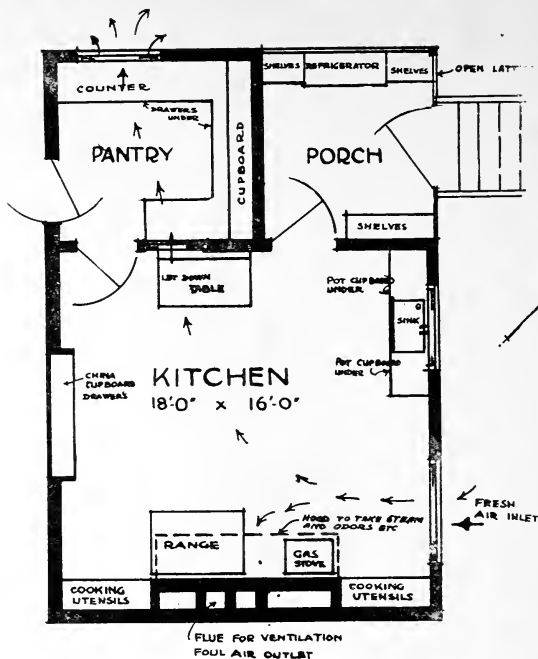 SHELVES
REFRIGERATOR
SHELVES
OPEN LATT
COUNTER
DRAWERS
UNDER
PANTRY
CUPBOARD
PORCH
SHELVES
LET DOWN
TABLE
POT CUPBOARD
UNDER
SINK
POT CUPBOARD
UNDER
CHINA
CUPBOARD
DRAWERS
KITCHEN
18'-0" x 16'-0"
FRESH
AIR INLET
HOOD TO TAKE STEAM
AND ODORS ETC
RANGE
GAS
STOVE
COOKING
UTENSILS
COOKING
UTENSILS
FLUE FOR VENTILATION
FOUL AIR OUTLET